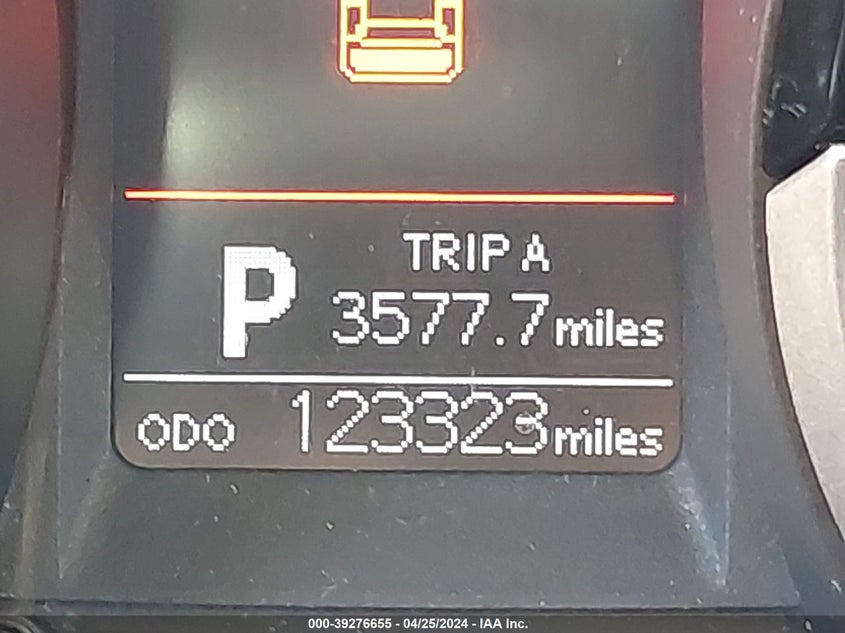 TRIP A
P 3577.7 miles
ODO 123323 miles
000-39276655 - 04/25/2024 - IAA Inc.